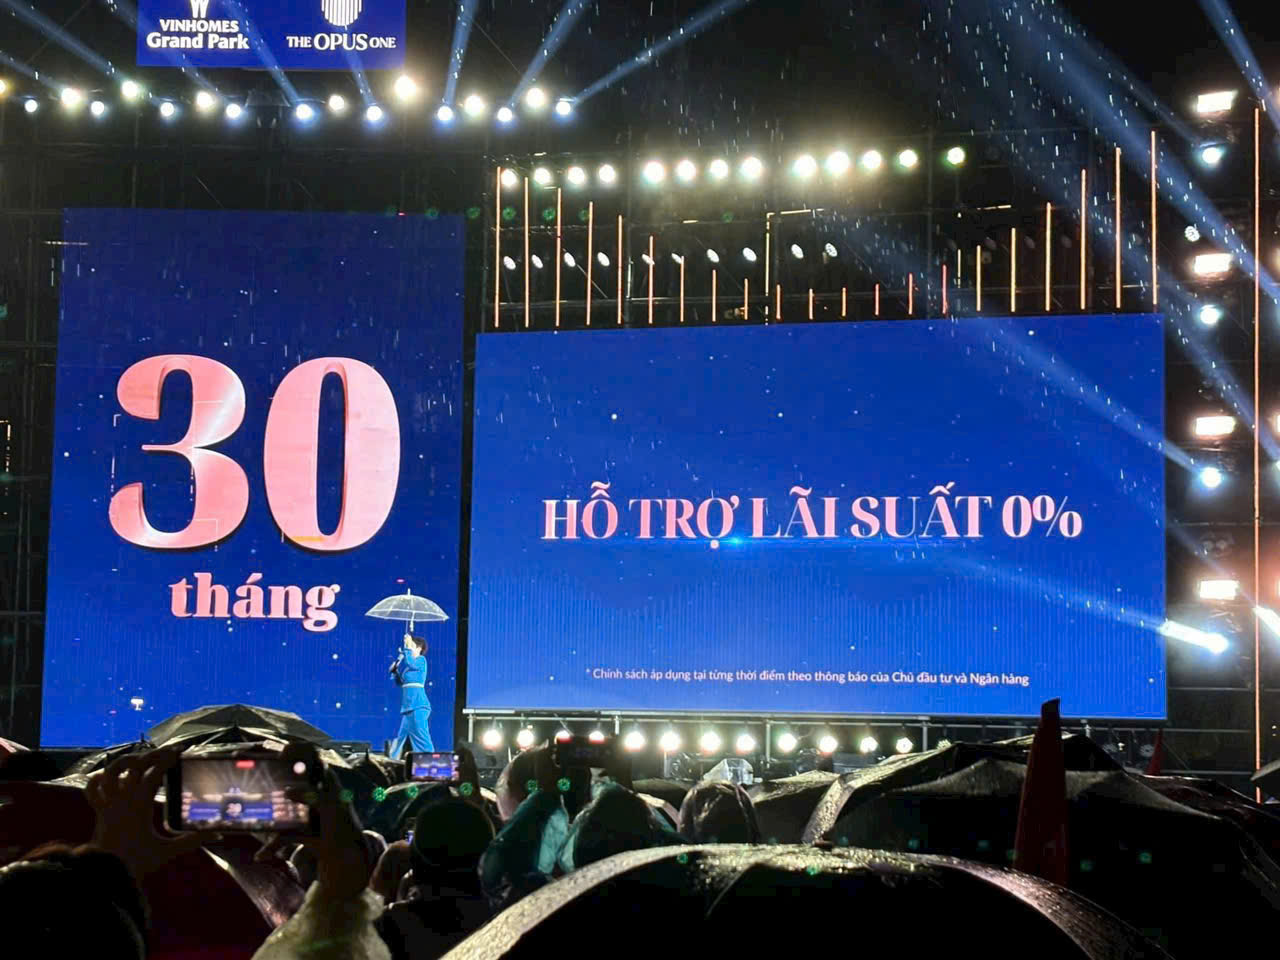 VINHOMES
Grand Park
THE OPUS ONE
30
tháng
HỖ TRỢ LÃI SUẤT 0%
* Chính sách áp dụng tại từng thời điểm theo thông báo của Chủ đầu tư và Ngân hàng